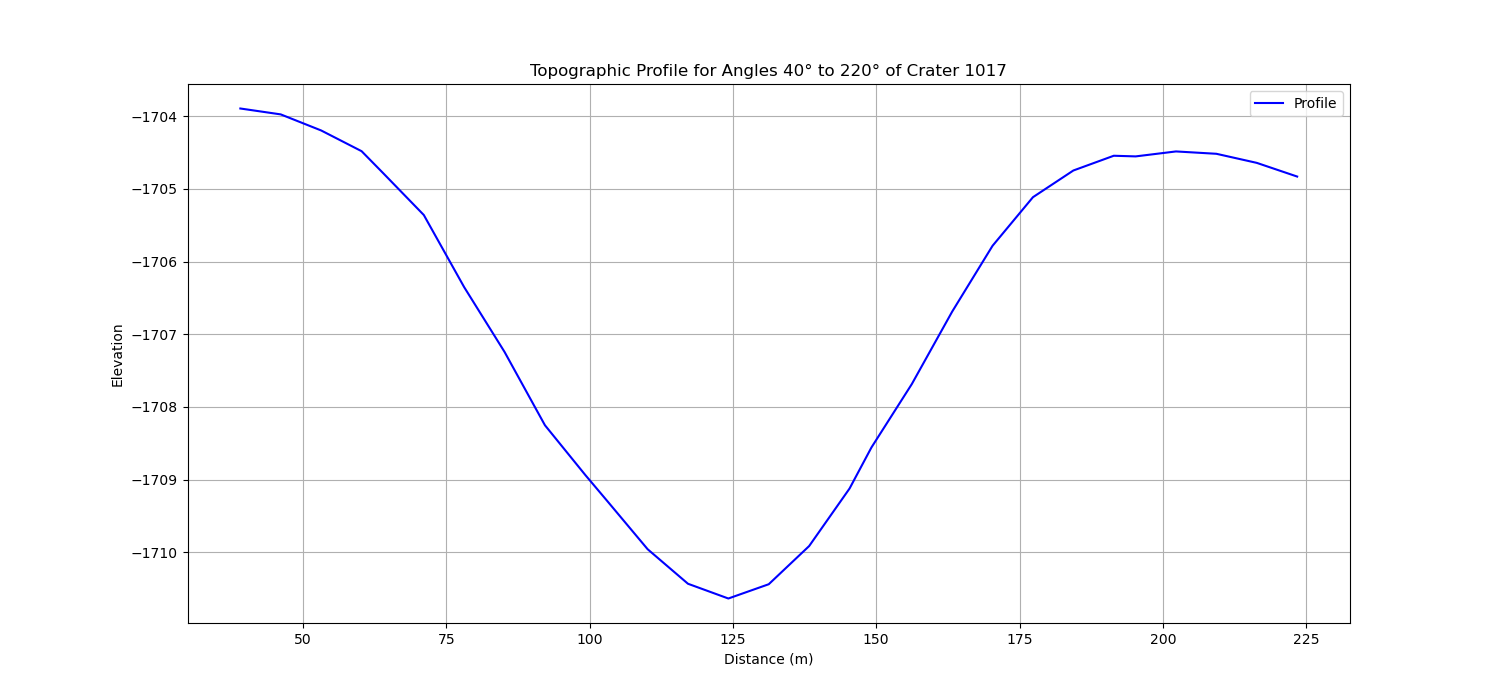 Topographic Profile for Angles 40° to 220° of Crater 1017
Profile
−1704
−1705
−1706
−1707
−1708
−1709
−1710
Elevation
50 75 100 125 150 175 200 225
Distance (m)